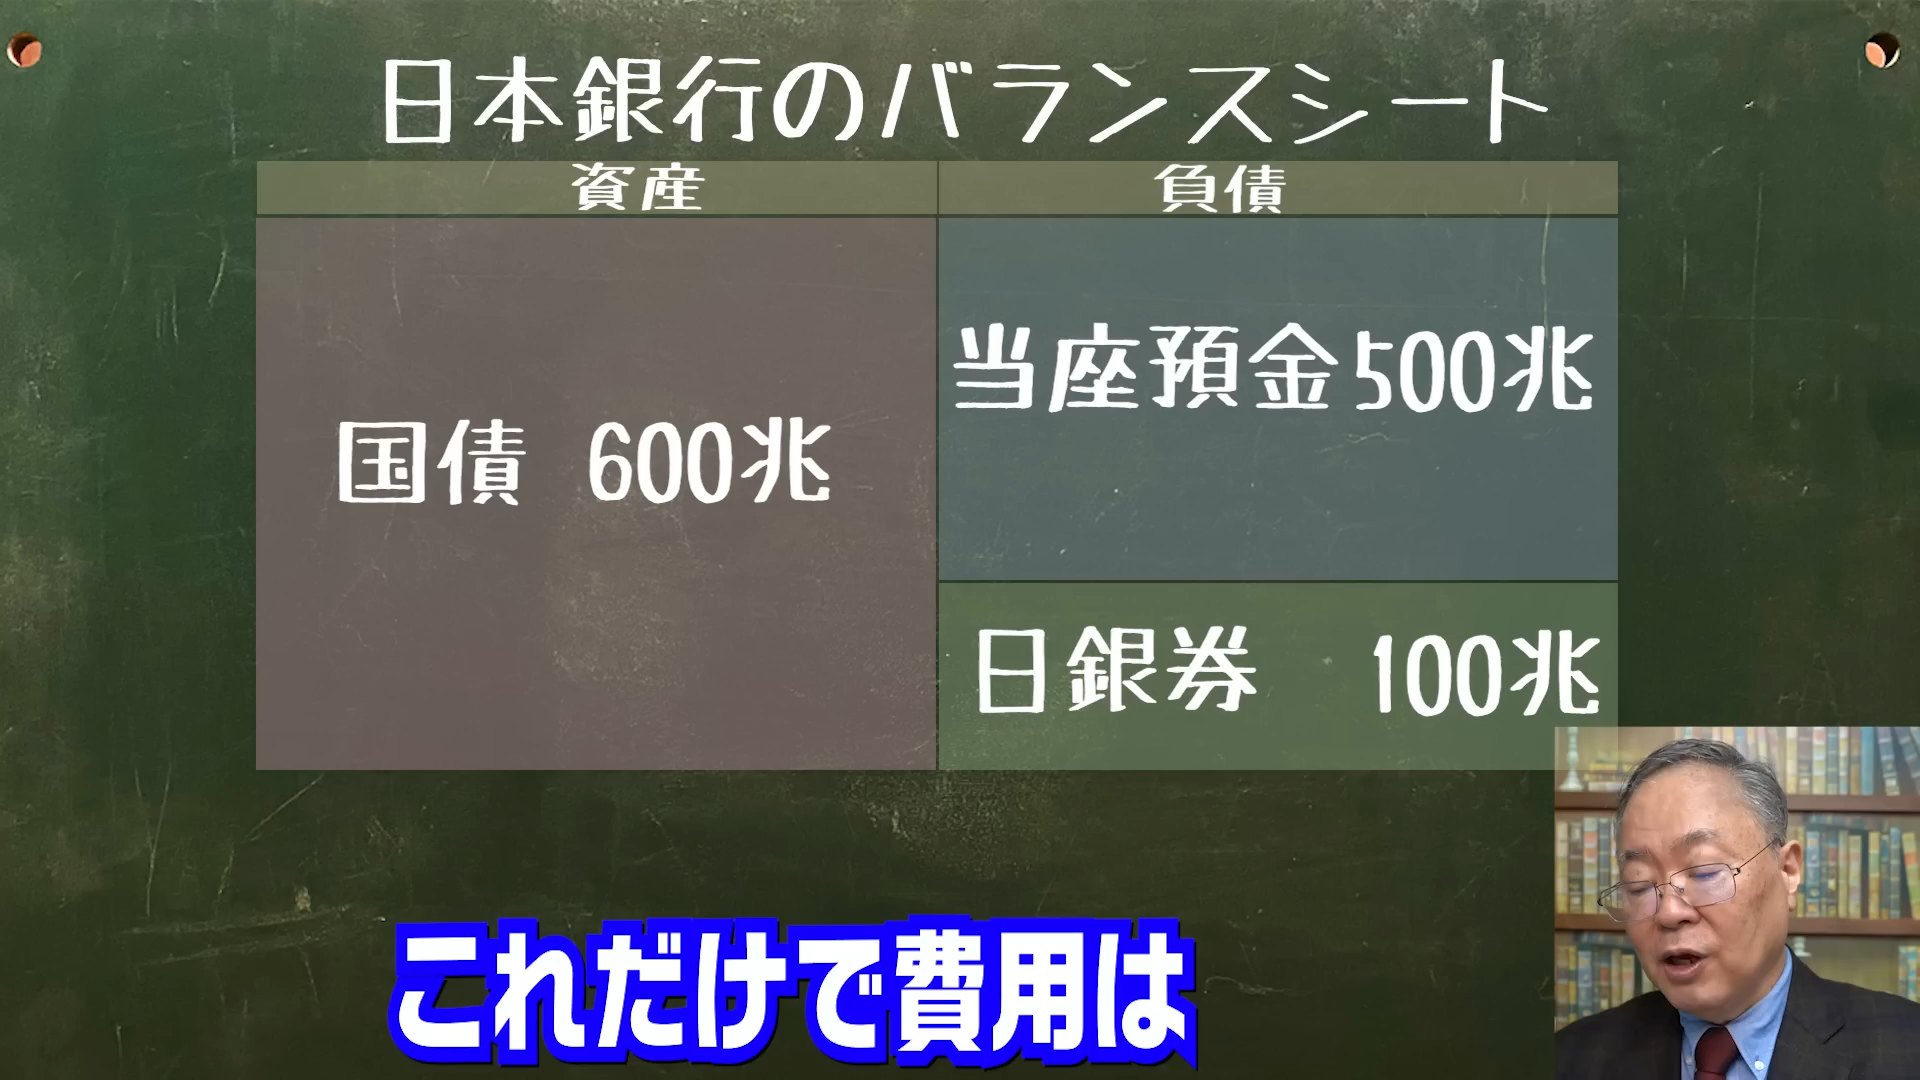 日本銀行のバランスシート
資産
負債
国債 600兆
当座預金500兆
日銀券 100兆
これだけで費用は